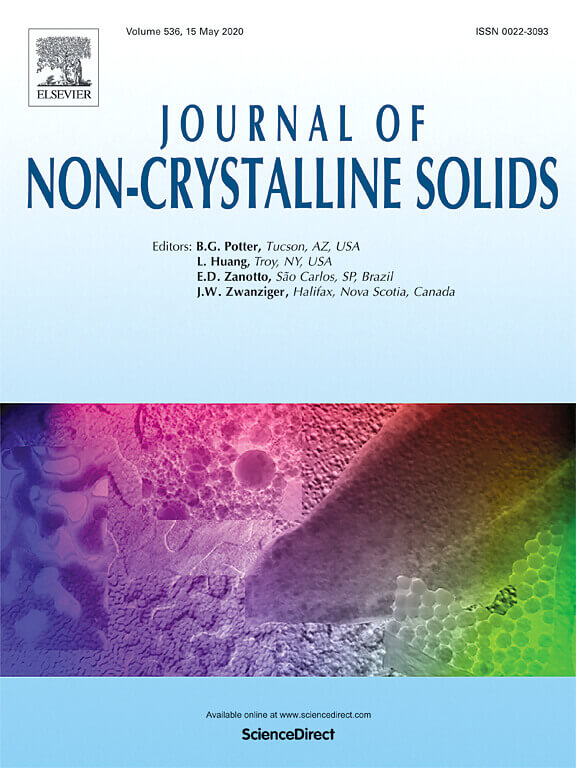 Volume 536, 15 May 2020
ISSN 0022-3093
ELSEVIER
JOURNAL OF
NON-CRYSTALLINE SOLIDS
Editors: B.G. Potter, Tucson, AZ, USA
L. Huang, Troy, NY, USA
E.D. Zanotto, São Carlos, SP, Brazil
J.W. Zwanziger, Halifax, Nova Scotia, Canada
Available online at www.sciencedirect.com
ScienceDirect